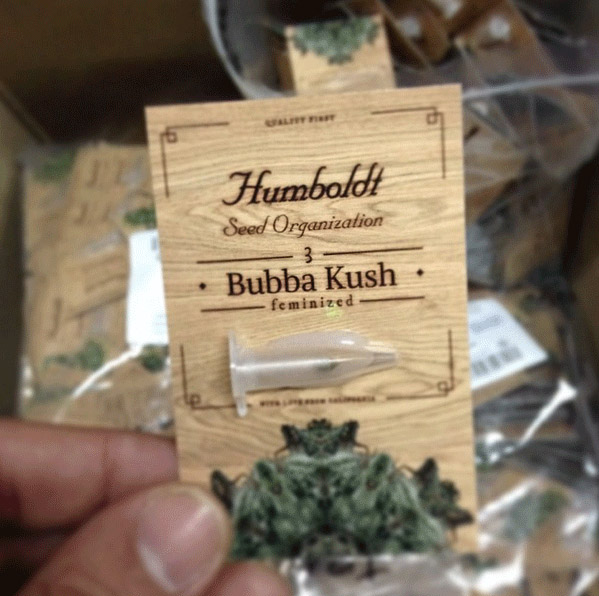 QUALITY FIRST
Humboldt
Seed Organization
3
Bubba Kush
feminized
WITH LOVE FROM CALIFORNIA